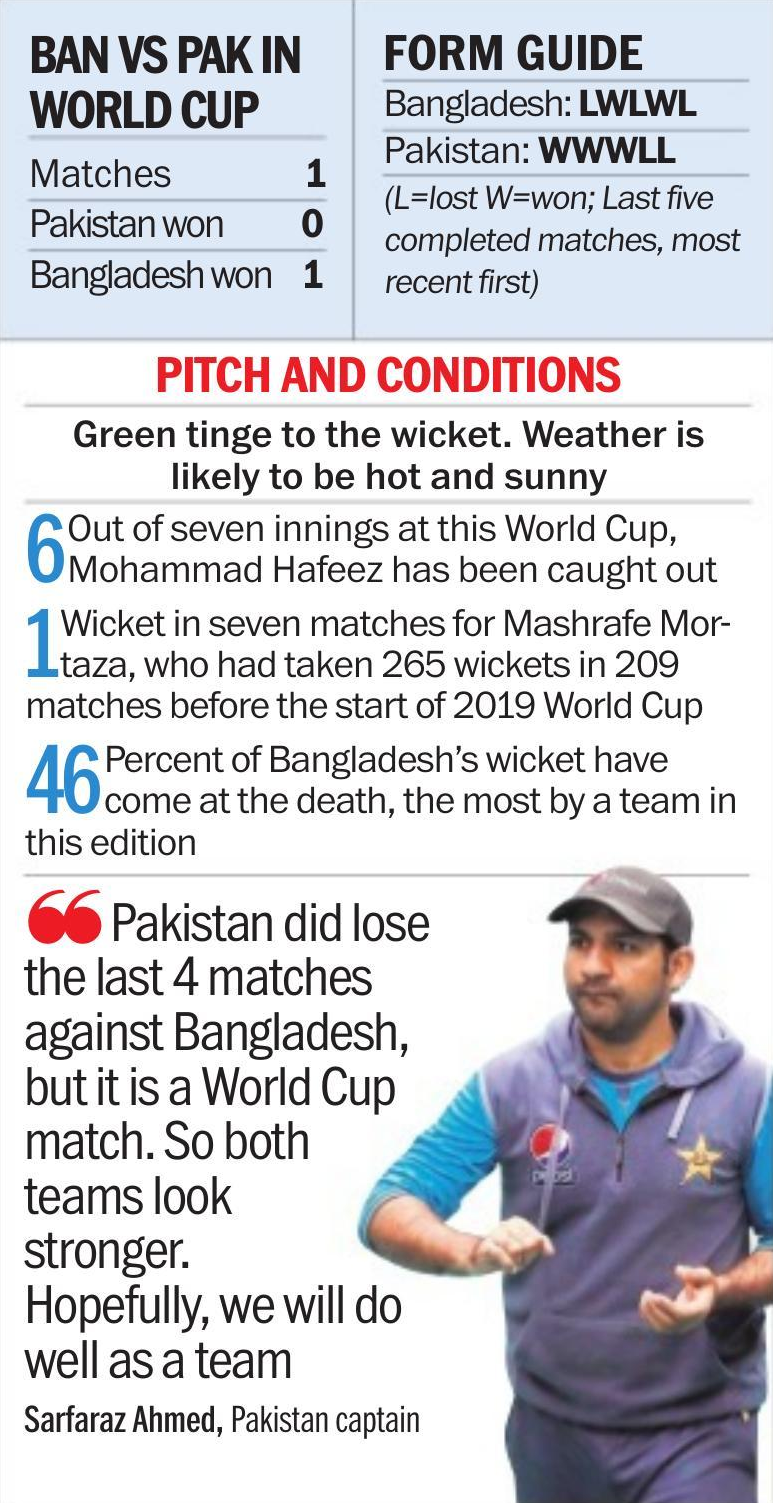 BAN VS PAK IN
WORLD CUP
Matches 1
Pakistan won 0
Bangladesh won 1
FORM GUIDE
Bangladesh: LWLWL
Pakistan: WWWLL
(L=lost W=won; Last five
completed matches, most
recent first)
PITCH AND CONDITIONS
Green tinge to the wicket. Weather is
likely to be hot and sunny
6 Out of seven innings at this World Cup,
Mohammad Hafeez has been caught out
1 Wicket in seven matches for Mashrafe Mor-
taza, who had taken 265 wickets in 209
matches before the start of 2019 World Cup
46 Percent of Bangladesh's wicket have
come at the death, the most by a team in
this edition
“Pakistan did lose
the last 4 matches
against Bangladesh,
but it is a World Cup
match. So both
teams look
stronger.
Hopefully, we will do
well as a team
Sarfaraz Ahmed, Pakistan captain
pepsi